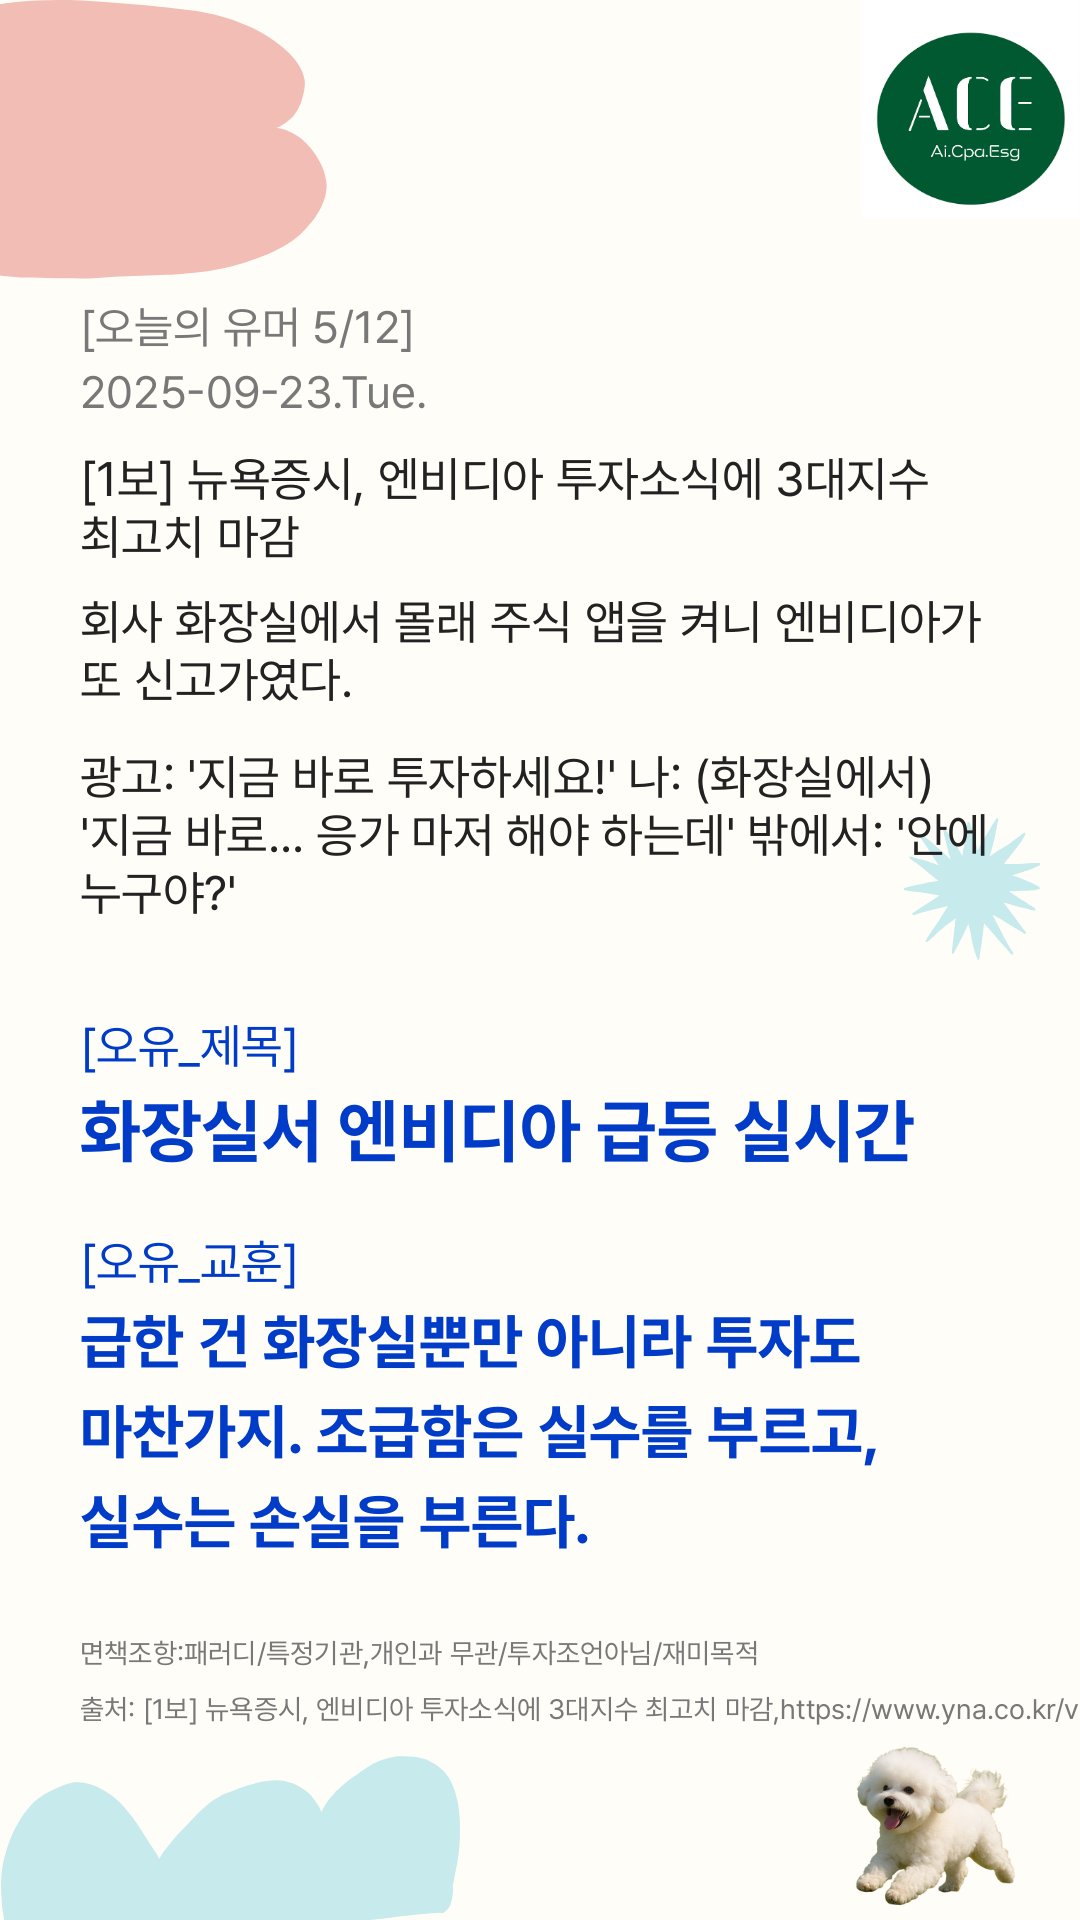 ACE
Ai.Cpa.Esg
[오늘의 유머 5/12]
2025-09-23.Tue.
[1보] 뉴욕증시, 엔비디아 투자소식에 3대지수
최고치 마감
회사 화장실에서 몰래 주식 앱을 켜니 엔비디아가
또 신고가였다.
광고: '지금 바로 투자하세요!' 나: (화장실에서)
'지금 바로... 응가 마저 해야 하는데' 밖에서: '안에
누구야?'
[오유_제목]
화장실서 엔비디아 급등 실시간
[오유_교훈]
급한 건 화장실뿐만 아니라 투자도
마찬가지. 조급함은 실수를 부르고,
실수는 손실을 부른다.
면책조항:패러디/특정기관,개인과 무관/투자조언아님/재미목적
출처: [1보] 뉴욕증시, 엔비디아 투자소식에 3대지수 최고치 마감,https://www.yna.co.kr/v